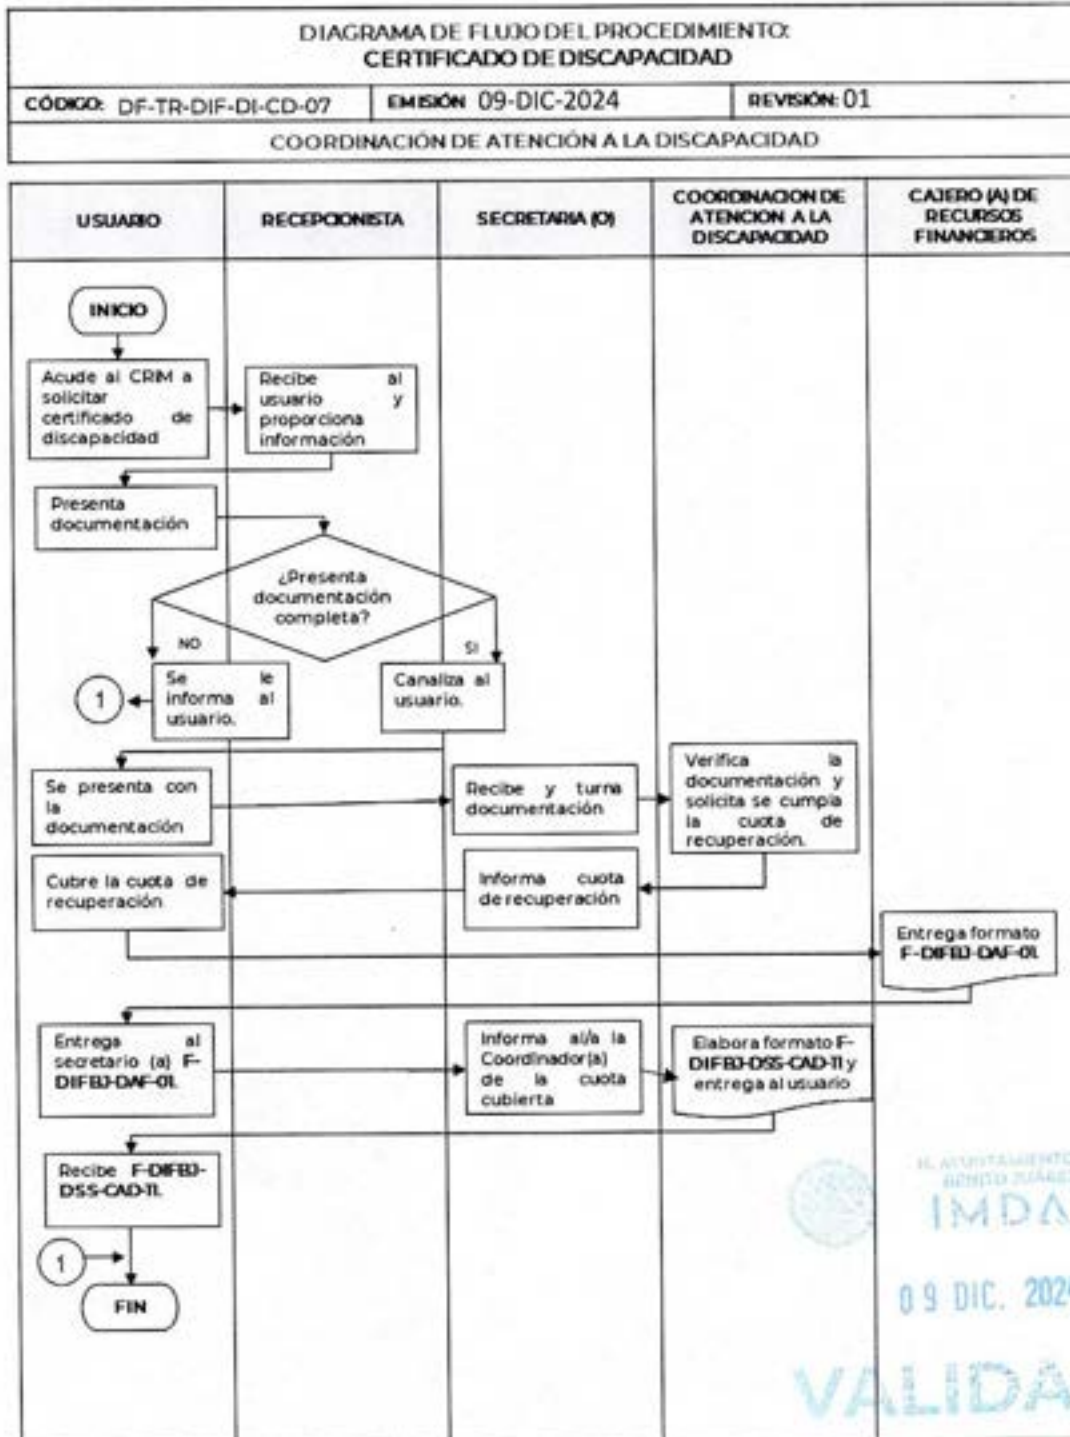 DIAGRAMA DE FLUJO DEL PROCEDIMIENTO:
CERTIFICADO DE DISCAPACIDAD
CÓDIGO: DF-TR-DIF-DI-CD-07
EMISIÓN 09-DIC-2024
REVISIÓN: 01
COORDINACIÓN DE ATENCIÓN A LA DISCAPACIDAD
USUARIO
RECEPCIONISTA
SECRETARIA (O)
COORDINACION DE
ATENCION A LA
DISCAPACIDAD
CAJERO (A) DE
RECURSOS
FINANCIEROS
INICIO
Acude al CRIM a
solicitar
certificado de
discapacidad
Recibe al
usuario y
proporciona
información
Presenta
documentación
¿Presenta
documentación
completa?
NO
SI
1
Se le
informa al
usuario.
Canaliza al
usuario.
Se presenta con
la
documentación
Recibe y turna
documentación
Verifica la
documentación y
solicita se cumpla
la cuota de
recuperación.
Cubre la cuota de
recuperación
Informa cuota
de recuperación
Entrega formato
F-DIFBJ-DAF-01.
Entrega al
secretario (a) F-
DIFBJ-DAF-01.
Informa al/a la
Coordinador(a)
de la cuota
cubierta
Elabora formato F-
DIFBJ-DSS-CAD-11 y
entrega al usuario
Recibe F-DIFBJ-
DSS-CAD-11.
1
FIN
H. AYUNTAMIENTO
BENITO JUÁREZ
IMDA
09 DIC. 2024
VALIDA